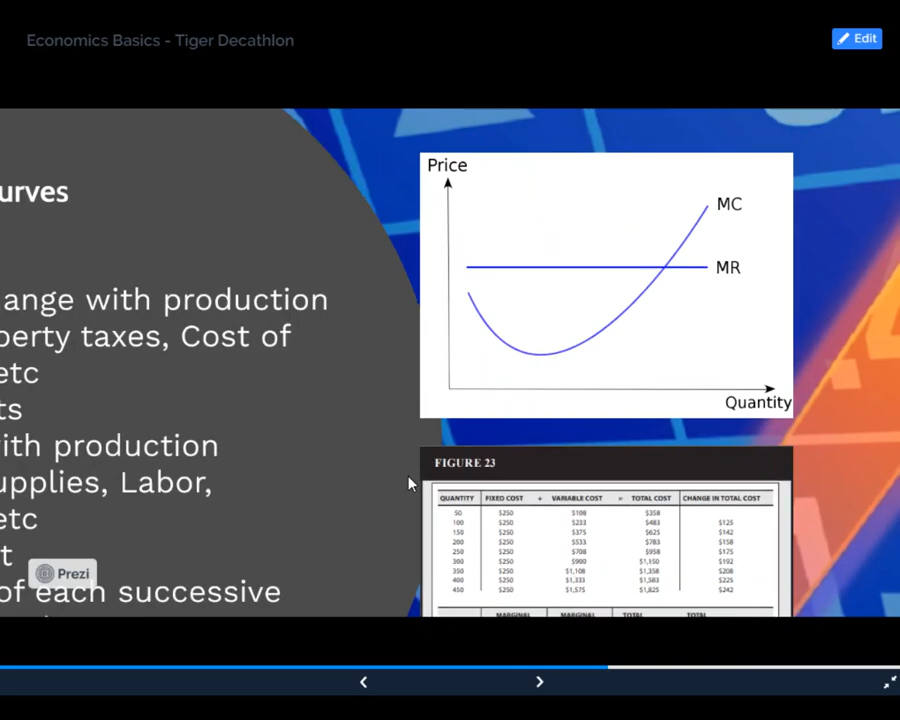 Economics Basics - Tiger Decathlon
Edit
urves
ange with production
perty taxes, Cost of
etc
ts
ith production
upplies, Labor,
etc
t
Prezi
of each successive
Price
MC
MR
Quantity
FIGURE 23
QUANTITY FIXED COST + VARIABLE COST = TOTAL COST CHANGE IN TOTAL COST
50 $250 $108 $358
100 $250 $233 $483 $125
150 $250 $375 $625 $142
200 $250 $533 $783 $158
250 $250 $708 $958 $175
300 $250 $900 $1,150 $192
350 $250 $1,108 $1,358 $208
400 $250 $1,333 $1,583 $225
450 $250 $1,575 $1,825 $242
MARGINAL MARGINAL TOTAL TOTAL